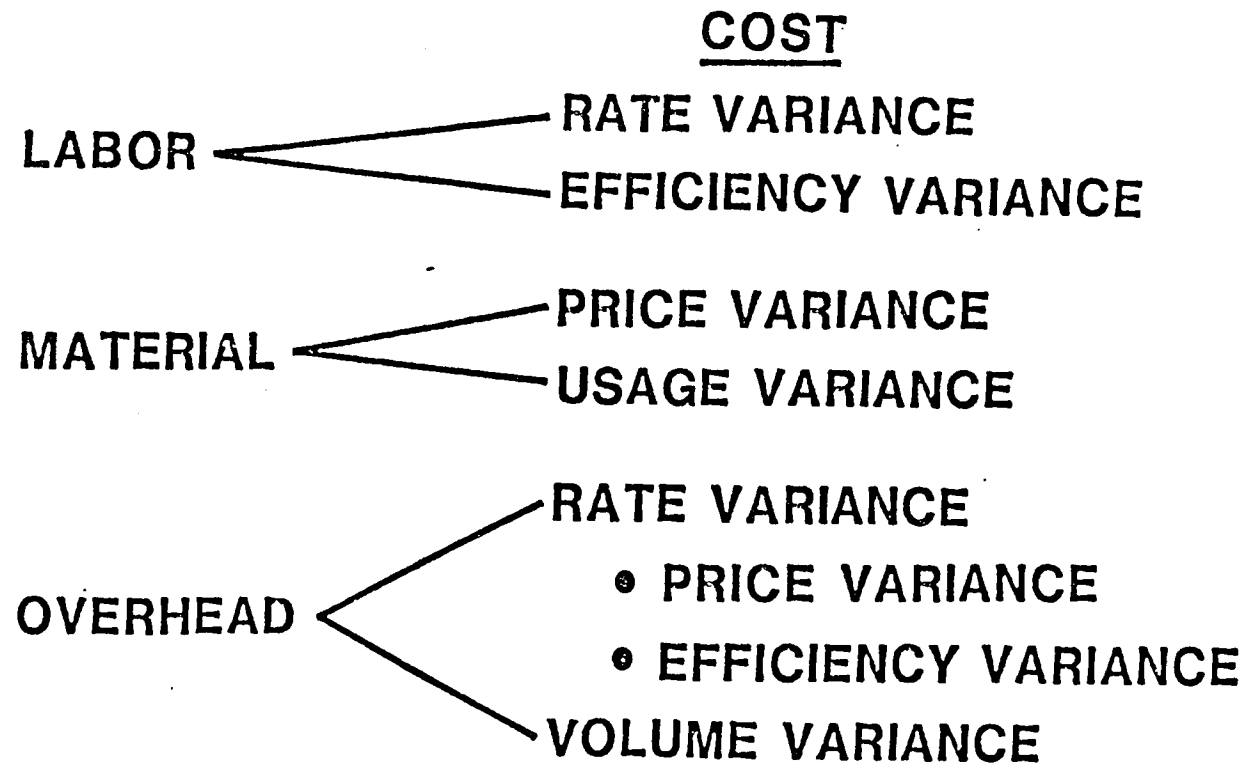 COST
LABOR
RATE VARIANCE
EFFICIENCY VARIANCE
MATERIAL
PRICE VARIANCE
USAGE VARIANCE
OVERHEAD
RATE VARIANCE
• PRICE VARIANCE
• EFFICIENCY VARIANCE
VOLUME VARIANCE